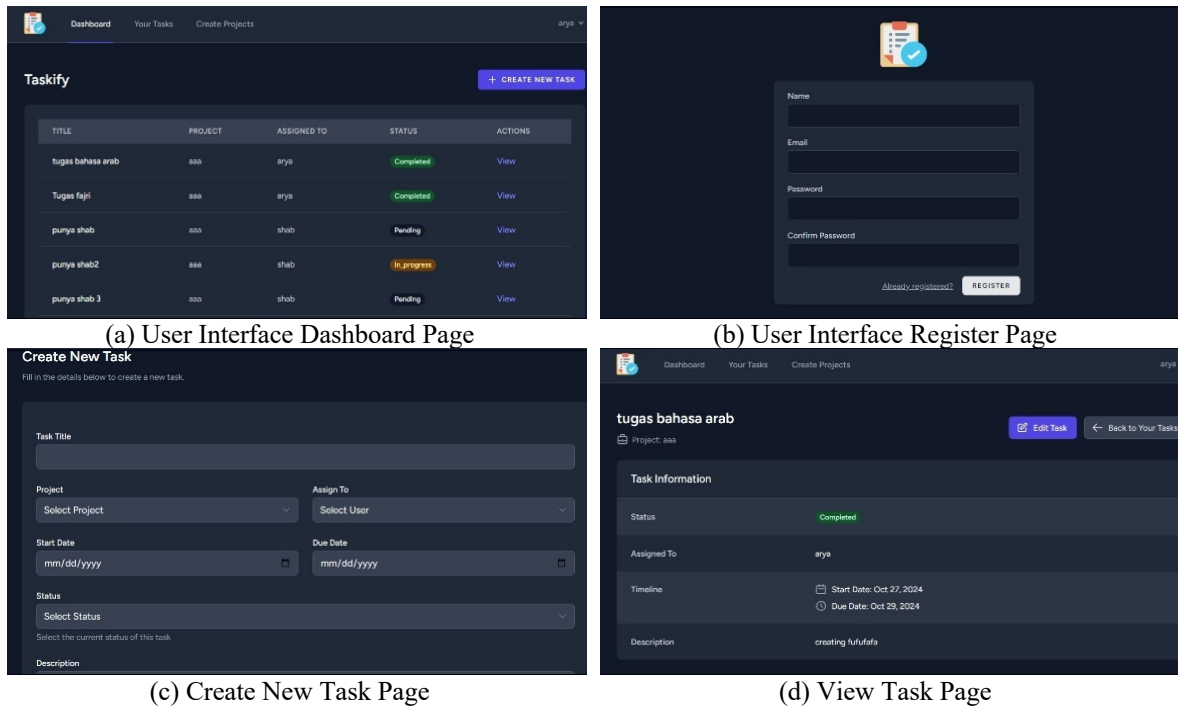 Dashboard Your Tasks Create Projects arya
Taskify + CREATE NEW TASK
TITLE PROJECT ASSIGNED TO STATUS ACTIONS
tugas bahasa arab aaa arya Completed View
Tugas fajri aaa arya Completed View
punya shab aaa shab Pending View
punya shab2 aaa shab In_progress View
punya shab 3 aaa shab Pending View
(a) User Interface Dashboard Page
Name
Email
Password
Confirm Password
Already registered? REGISTER
(b) User Interface Register Page
Create New Task
Fill in the details below to create a new task.
Task Title
Project Assign To
Select Project Select User
Start Date Due Date
mm/dd/yyyy mm/dd/yyyy
Status
Select Status
Select the current status of this task
Description
(c) Create New Task Page
Dashboard Your Tasks Create Projects arya
tugas bahasa arab Edit Task ← Back to Your Tasks
Project: aaa
Task Information
Status Completed
Assigned To arya
Timeline Start Date: Oct 27, 2024
Due Date: Oct 29, 2024
Description creating fufufafa
(d) View Task Page